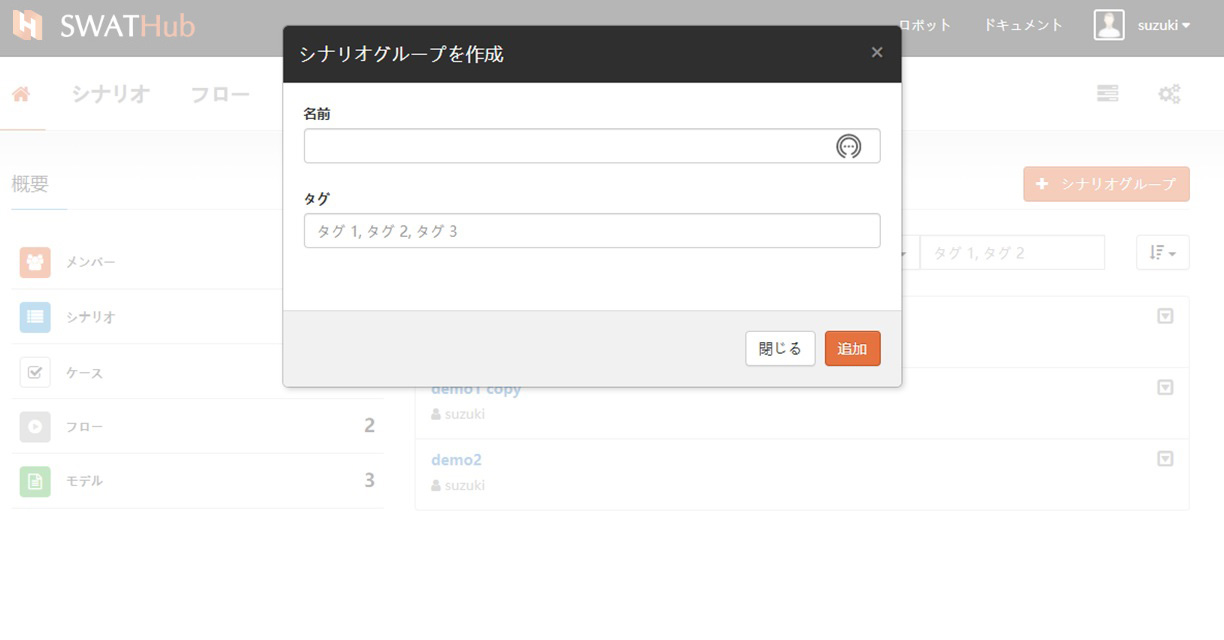 SWATHub
ロボット
ドキュメント
suzuki
シナリオ
フロー
シナリオグループを作成
×
名前
タグ
タグ 1, タグ 2, タグ 3
閉じる
追加
概要
シナリオグループ
メンバー
シナリオ
ケース
フロー
2
モデル
3
タグ 1, タグ 2
demo1 copy
suzuki
demo2
suzuki